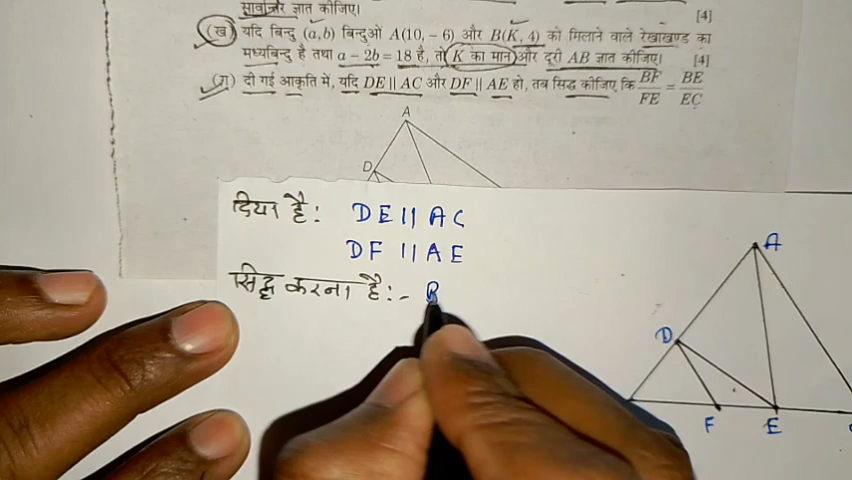 सार्वान्तर ज्ञात कीजिए। [4]
(ख) यदि बिन्दु (a, b) बिन्दुओं A(10, – 6) और B(K, 4) को मिलाने वाले रेखाखण्ड का
मध्यबिन्दु है तथा a – 2b = 18 है, तो K का मान और दूरी AB ज्ञात कीजिए। [4]
(ग) दी गई आकृति में, यदि DE || AC और DF || AE हो, तब सिद्ध कीजिए कि BF/FE = BE/EC
A
D
दिया है: DE || AC
DF || AE
सिद्ध करना है:- B
A
D
F E